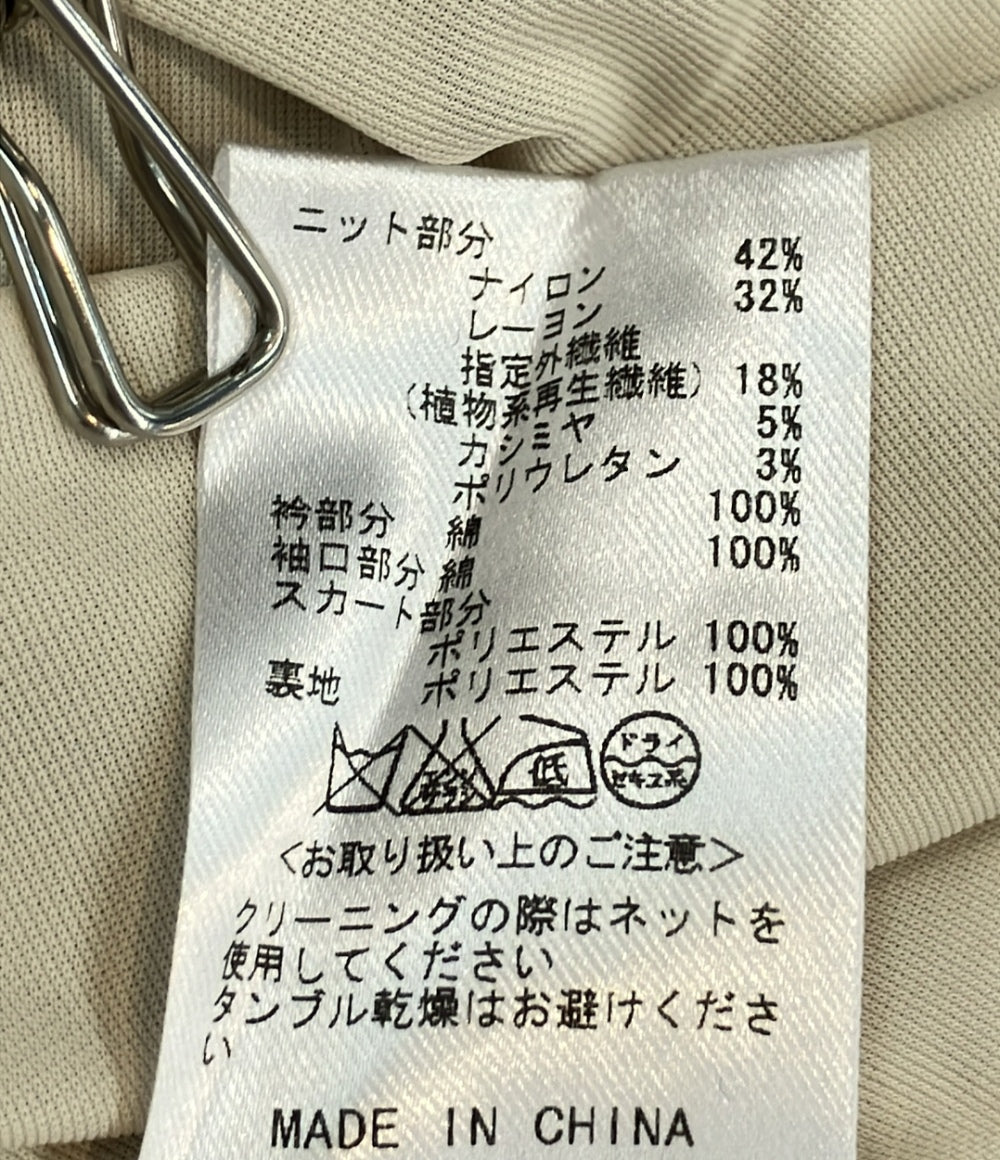 ニット部分
ナイロン 42%
レーヨン 32%
指定外繊維
(植物系再生繊維) 18%
カシミヤ 5%
ポリウレタン 3%
衿部分 綿 100%
袖口部分 綿 100%
スカート部分
ポリエステル 100%
裏地 ポリエステル 100%
低
ドライ
セキユ系
<お取り扱い上のご注意>
クリーニングの際はネットを
使用してください
タンブル乾燥はお避けくださ
い
MADE IN CHINA